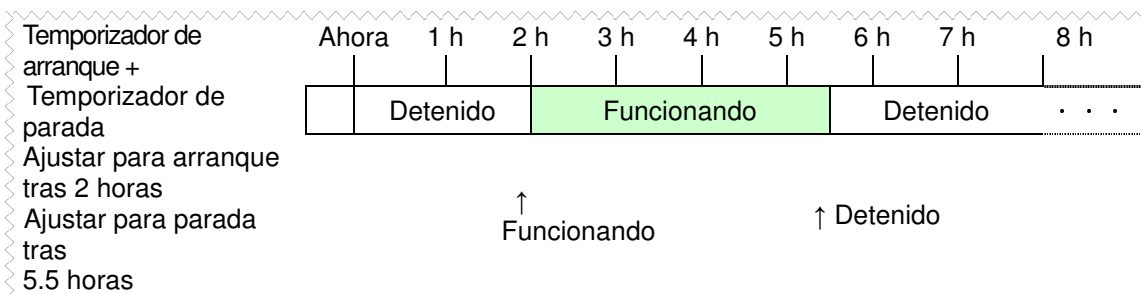 Temporizador de
arranque +
Temporizador de
parada
Ajustar para arranque
tras 2 horas
Ajustar para parada
tras
5.5 horas
Ahora 1 h 2 h 3 h 4 h 5 h 6 h 7 h 8 h
Detenido Funcionando Detenido . . .
↑
Funcionando
↑ Detenido